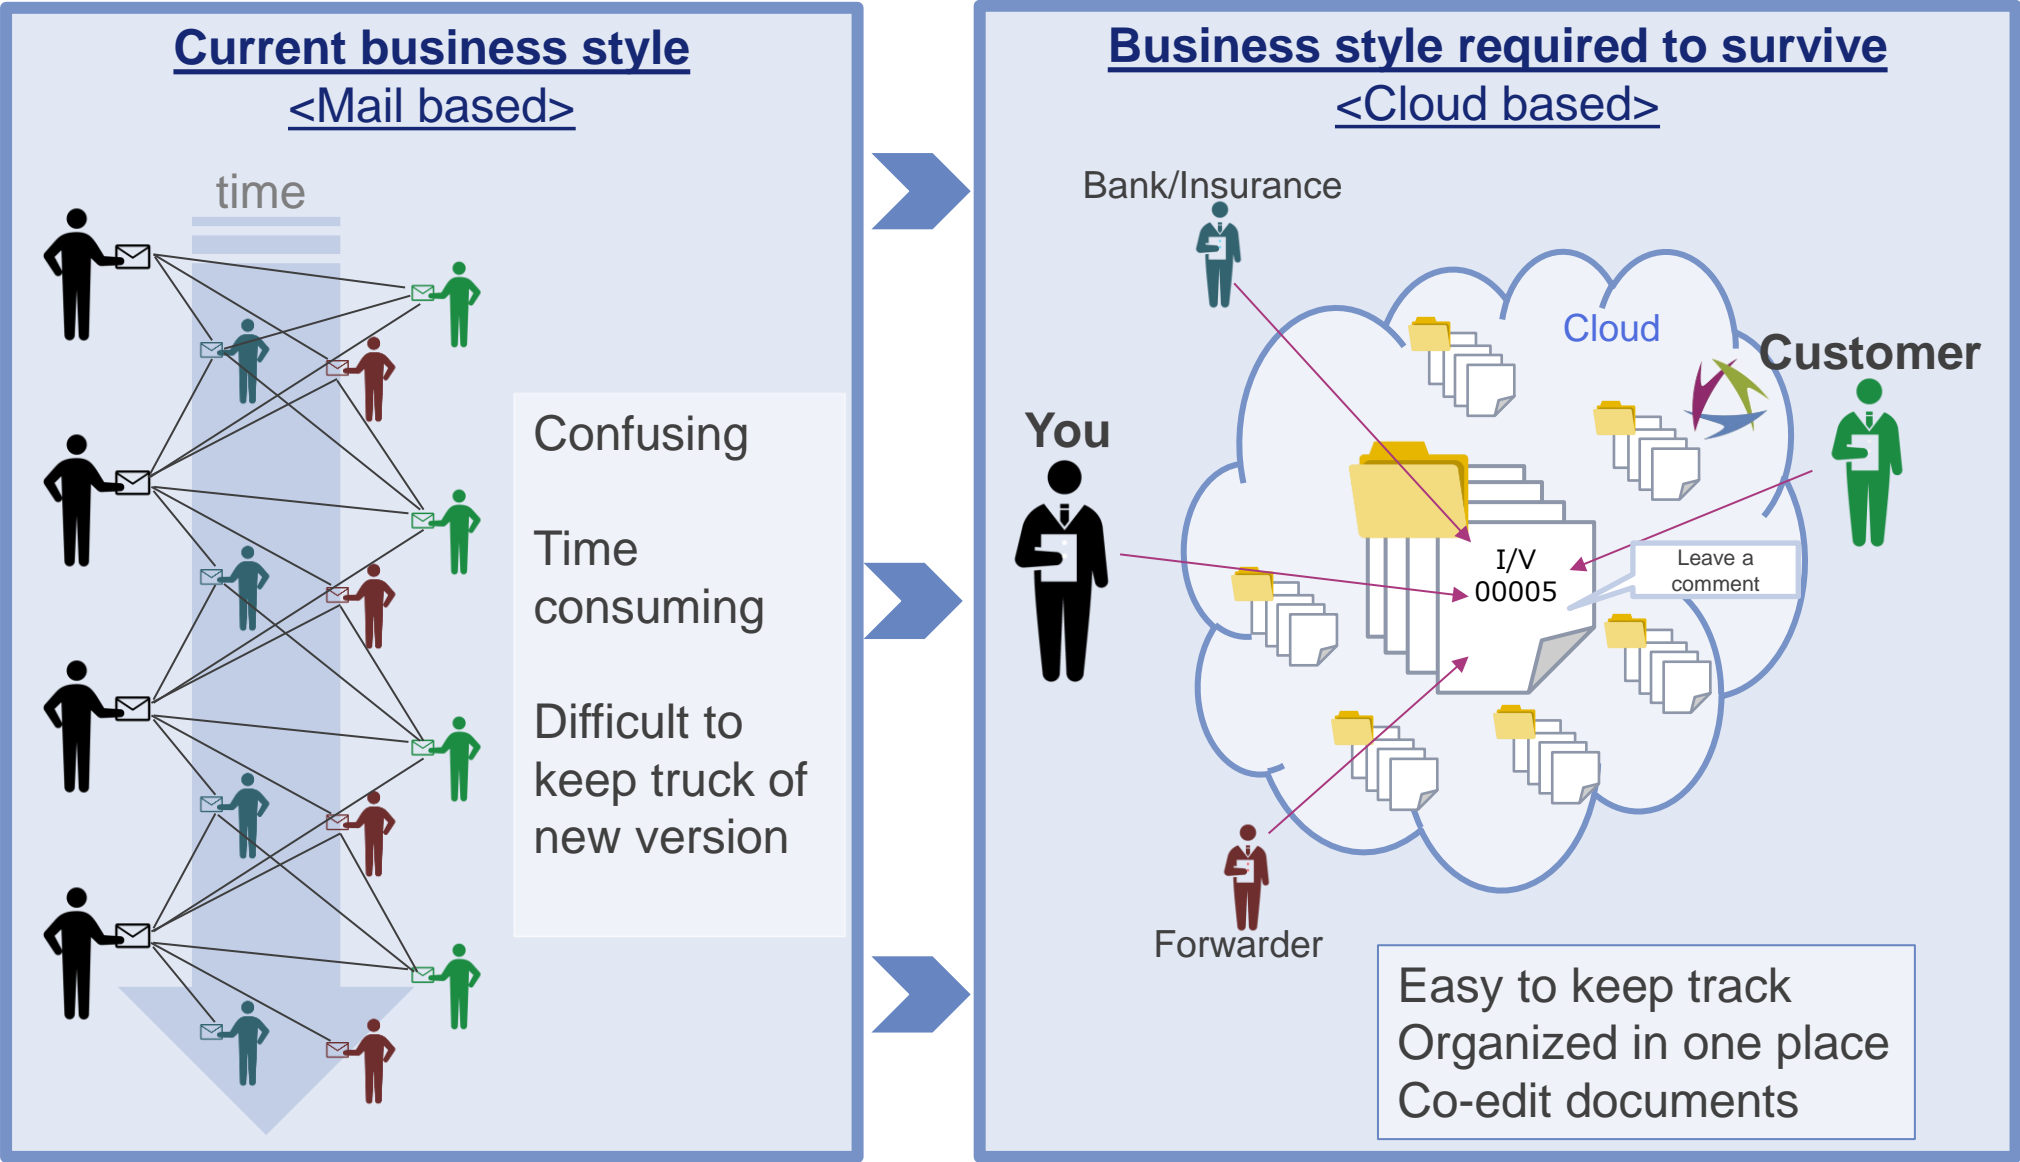 Current business style
<Mail based>
time
Confusing
Time
consuming
Difficult to
keep truck of
new version
Business style required to survive
<Cloud based>
Bank/Insurance
Cloud
Customer
You
I/V
00005
Leave a
comment
Forwarder
Easy to keep track
Organized in one place
Co-edit documents